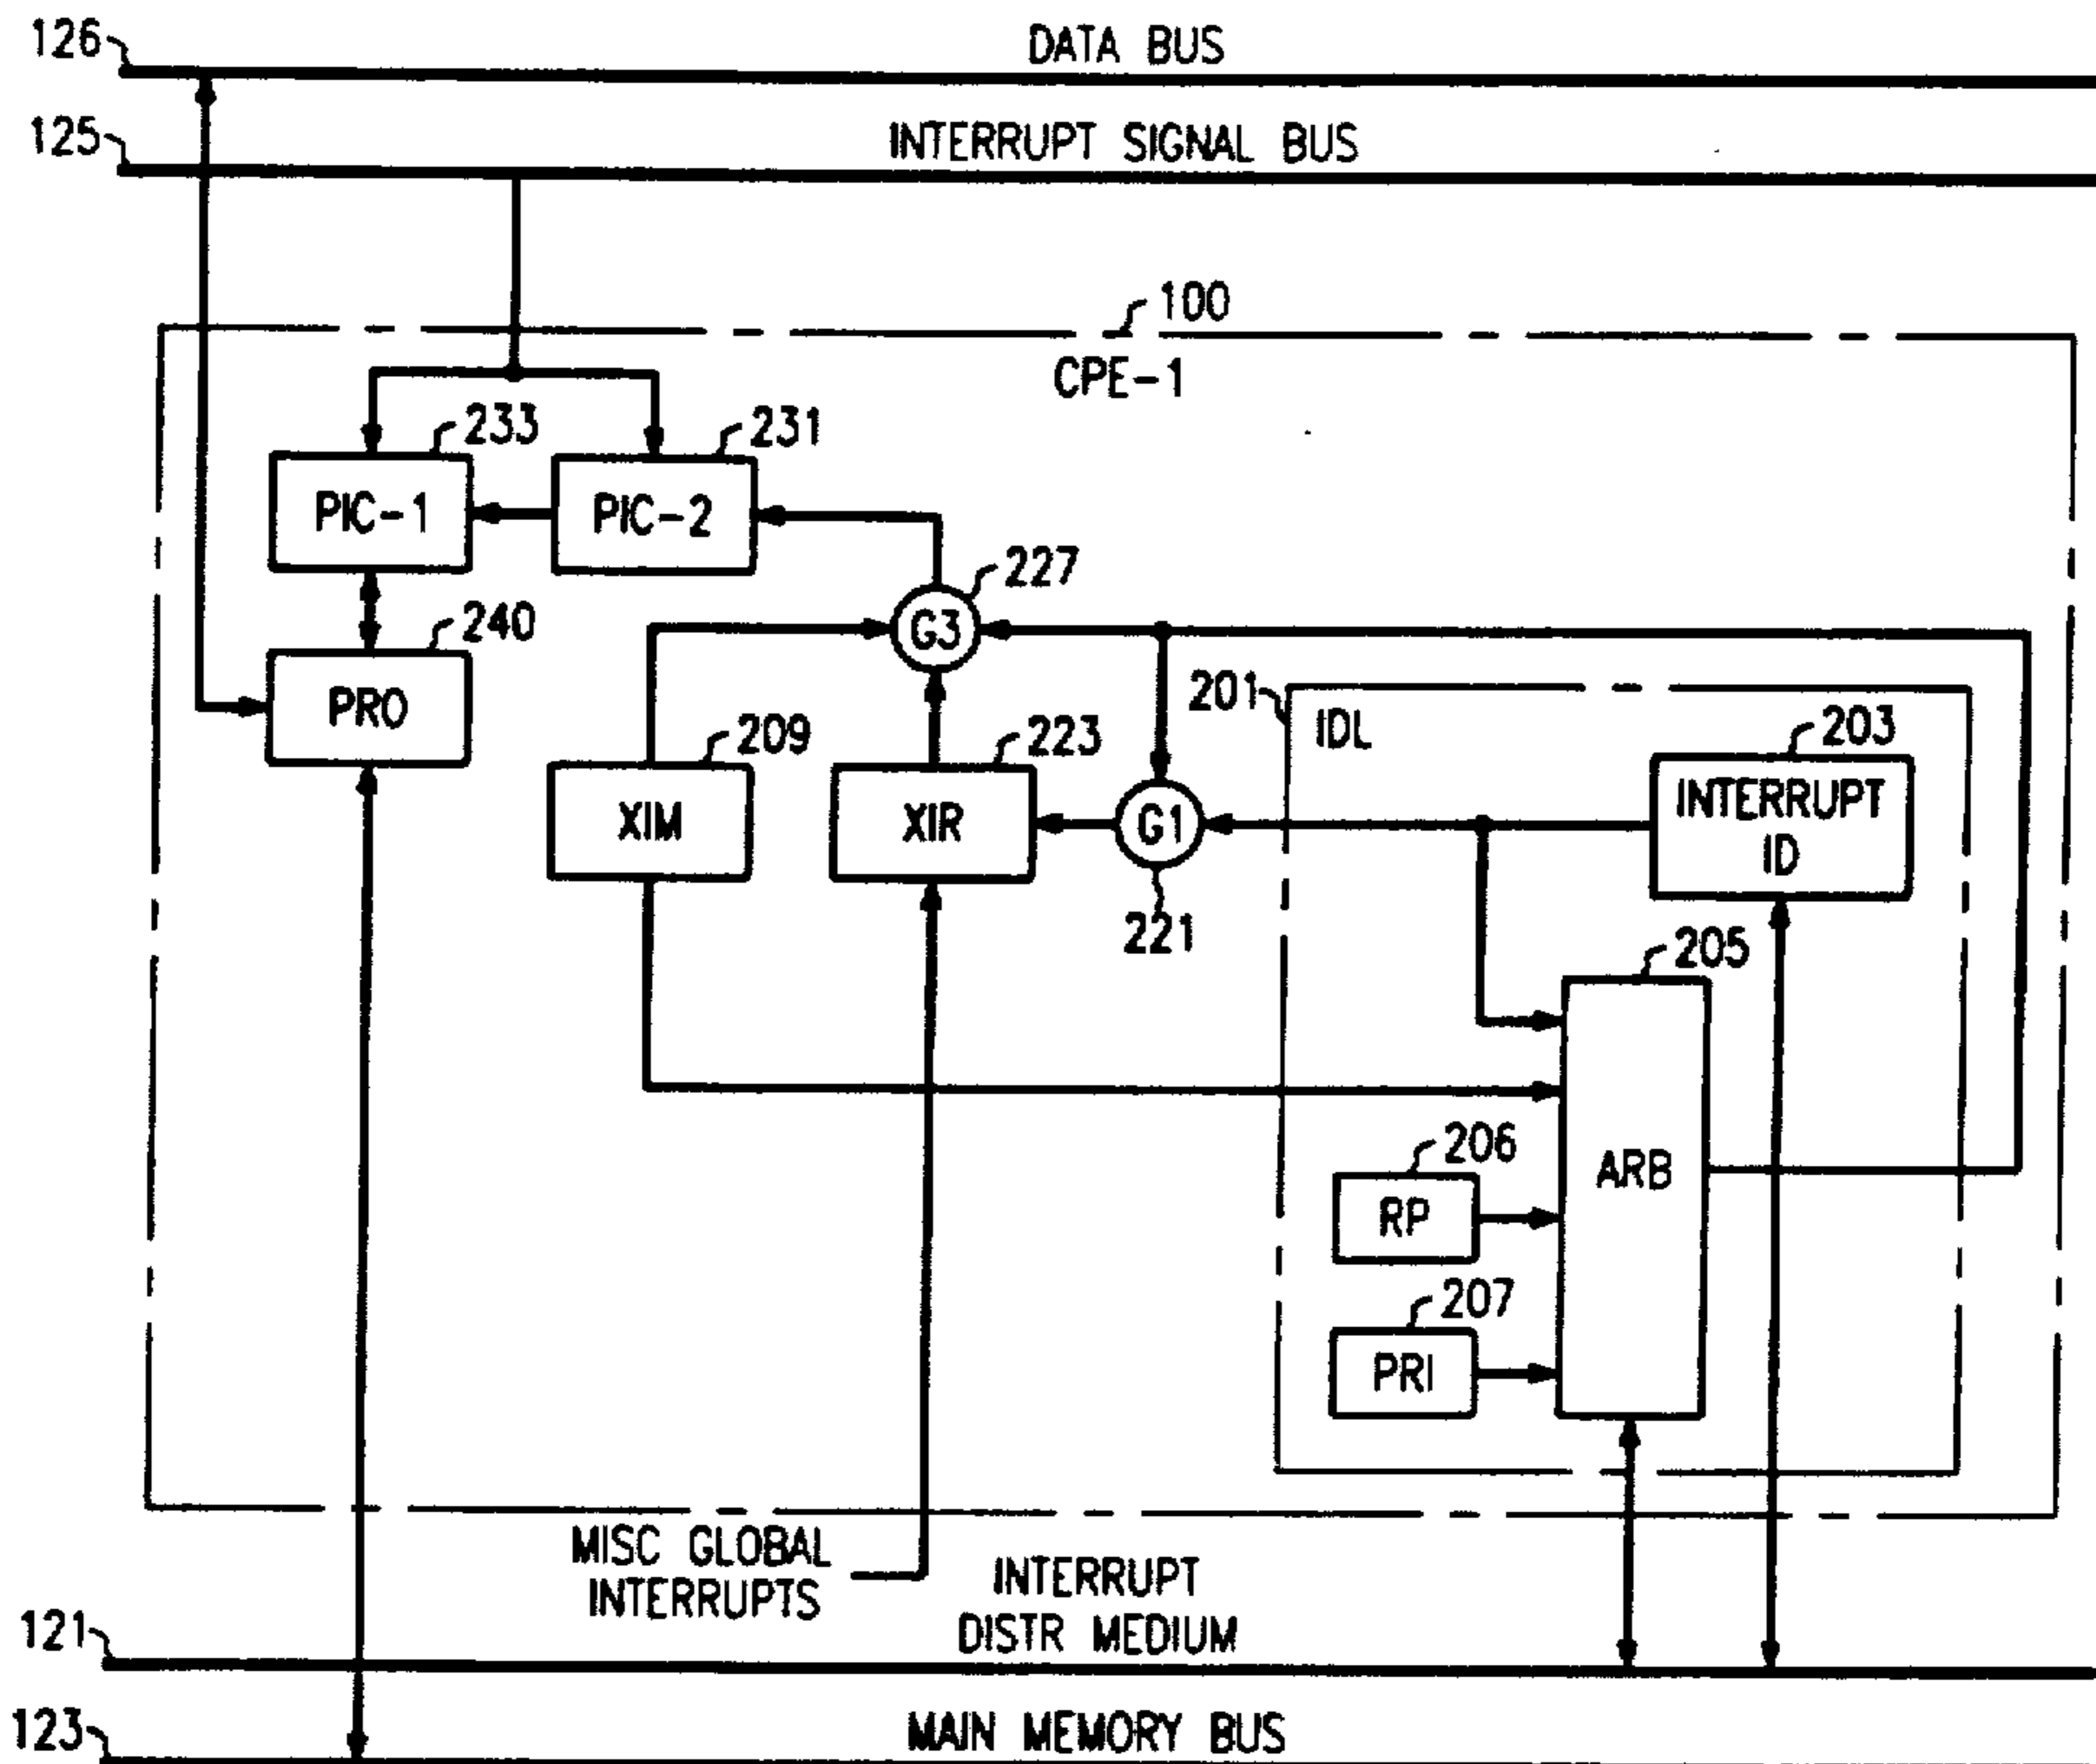 126
DATA BUS
125
INTERRUPT SIGNAL BUS
100
CPE-1
233
231
PIC-1
PIC-2
227
240
G3
PRO
201
IDL
209
223
203
XIM
XIR
G1
INTERRUPT
ID
221
205
206
ARB
RP
207
PRI
MISC GLOBAL
INTERRUPTS
INTERRUPT
DISTR MEDIUM
121
123
MAIN MEMORY BUS